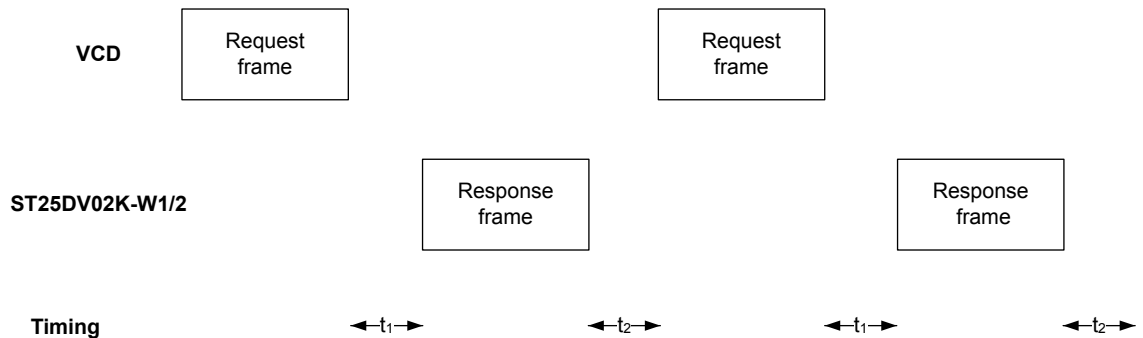 VCD
Request
frame
Request
frame
ST25DV02K-W1/2
Response
frame
Response
frame
Timing
t1
t2
t1
t2